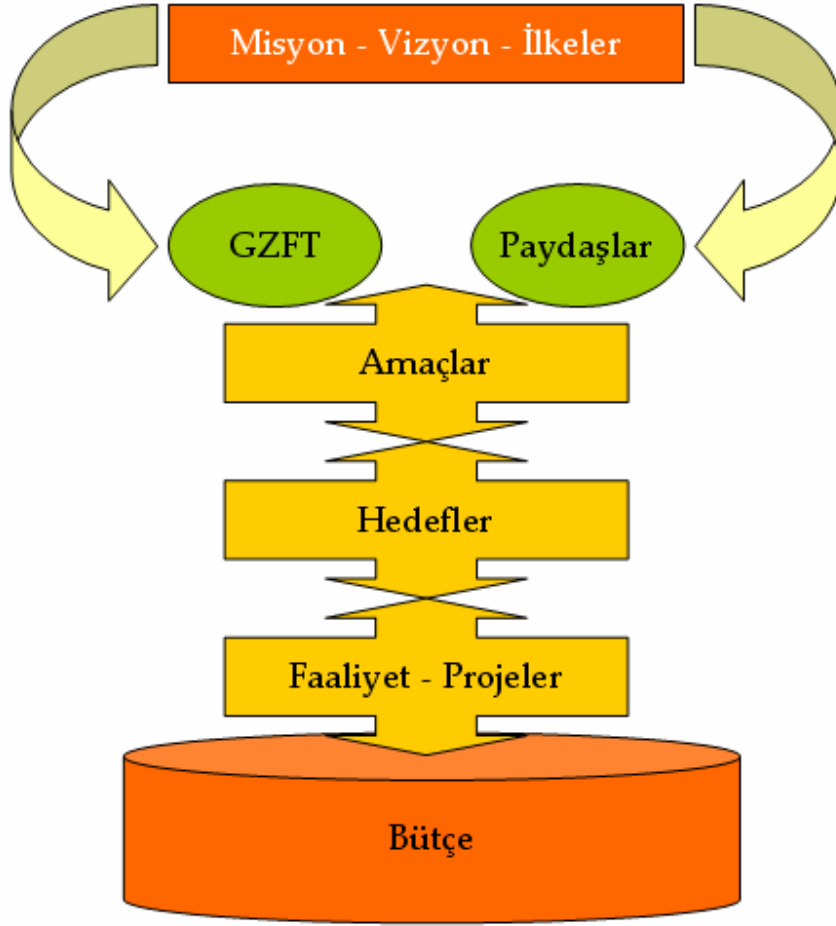 Misyon - Vizyon - İlkeler
GZFT
Paydaşlar
Amaçlar
Hedefler
Faaliyet - Projeler
Bütçe